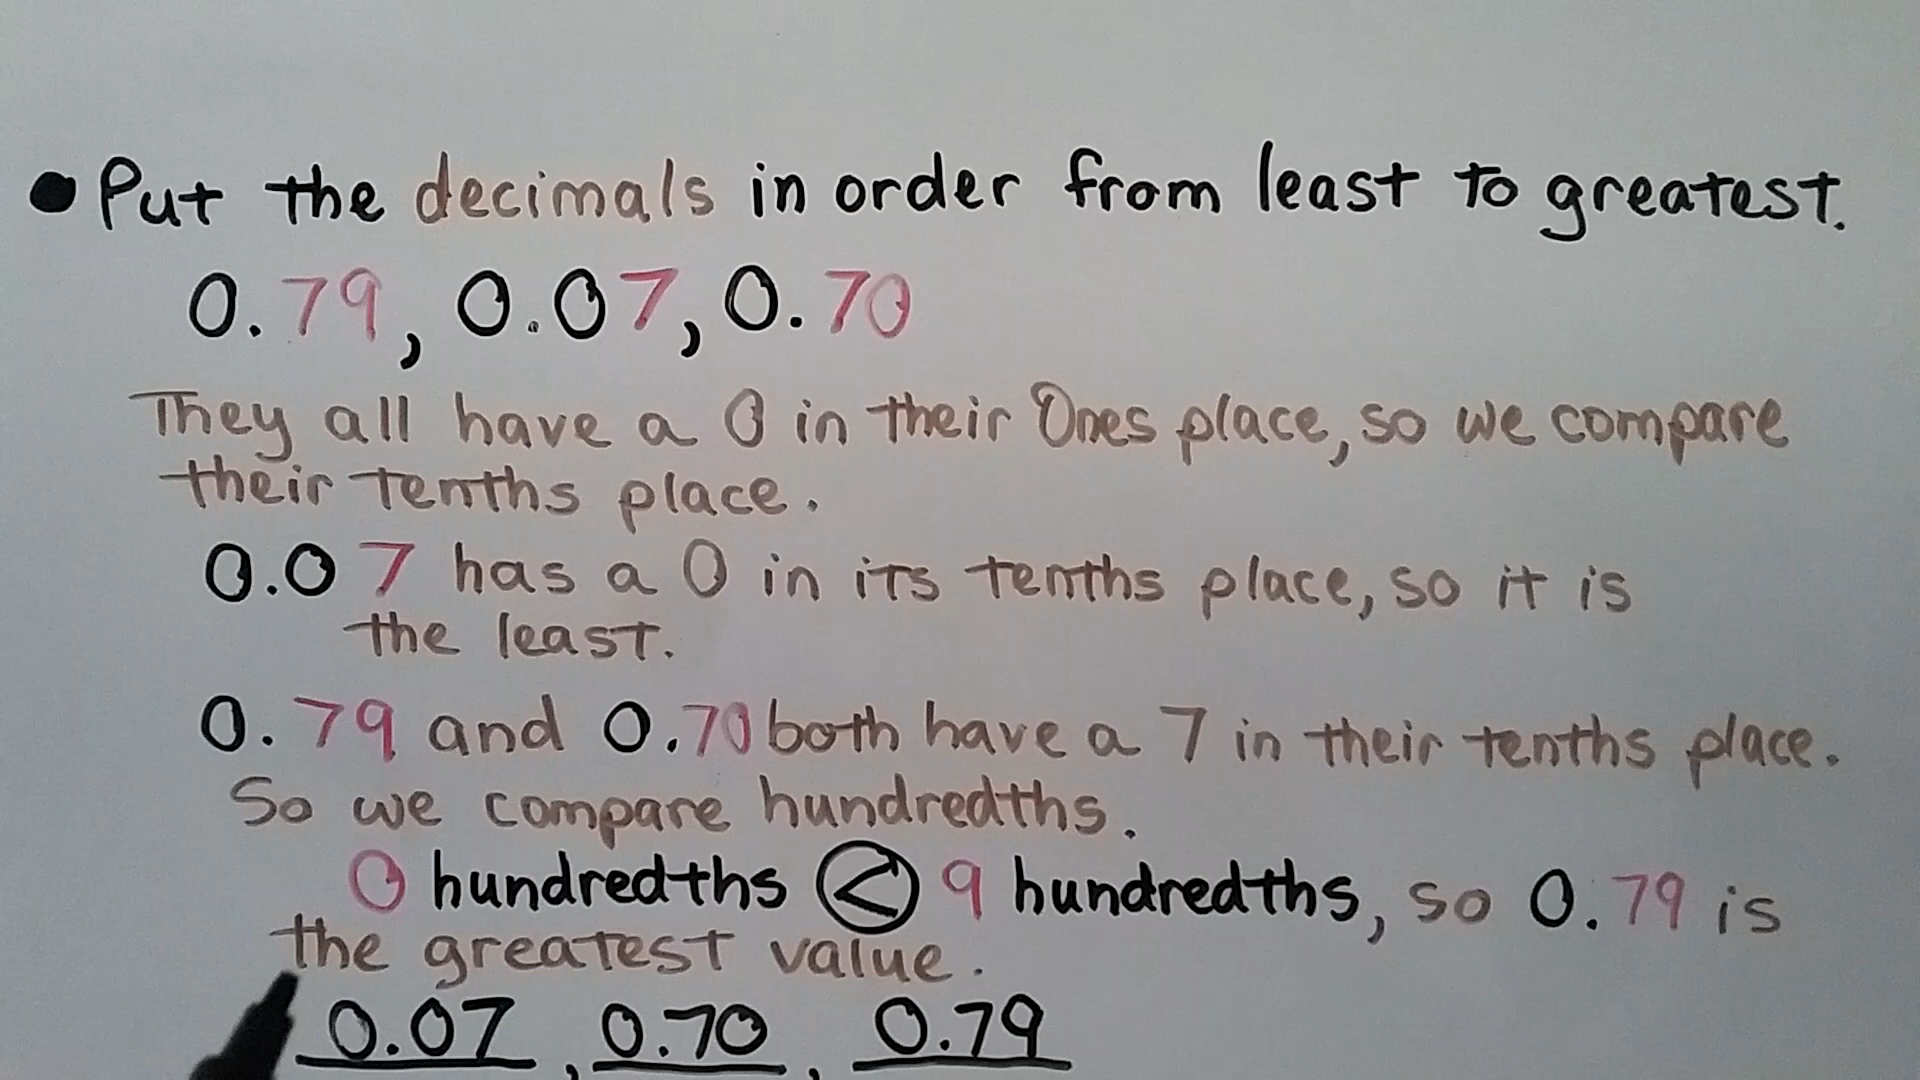 • Put the decimals in order from least to greatest.
0.79, 0.07, 0.70
They all have a 0 in their Ones place, so we compare
their tenths place.
0.07 has a 0 in its tenths place, so it is
the least.
0.79 and 0.70 both have a 7 in their tenths place.
So we compare hundredths.
0 hundredths < 9 hundredths, so 0.79 is
the greatest value.
0.07, 0.70, 0.79